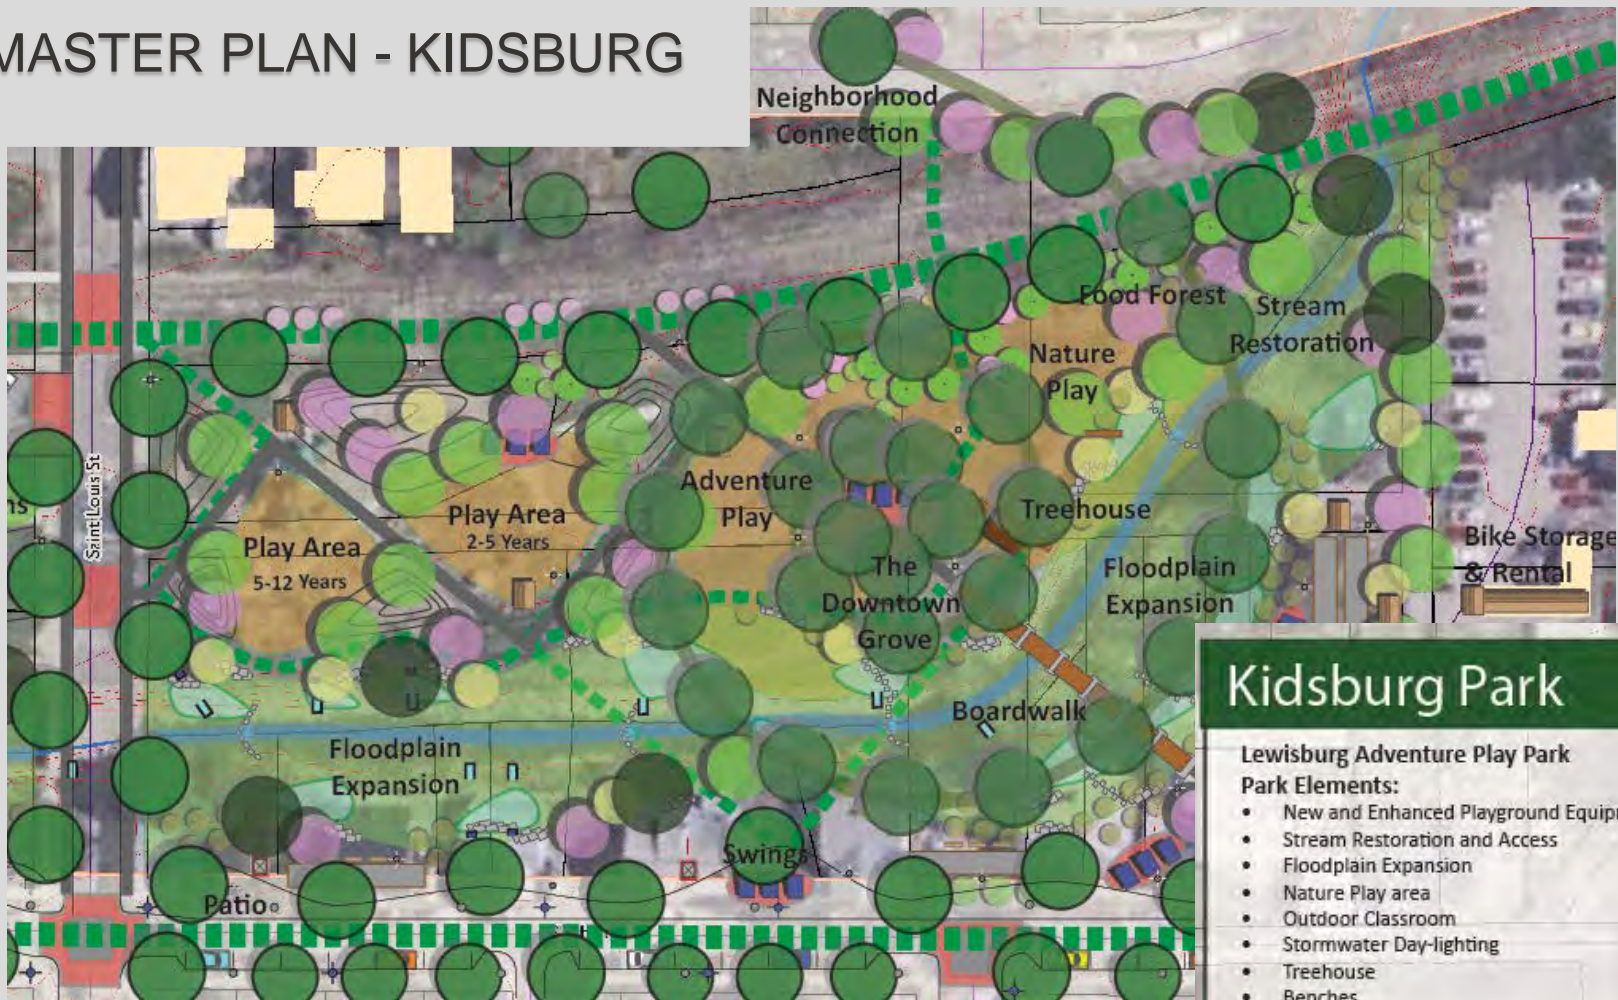 MASTER PLAN - KIDSBURG
Neighborhood
Connection
Food Forest
Stream
Restoration
Nature
Play
Saint Louis St
Adventure
Play
Play Area
2-5 Years
Treehouse
Play Area
5-12 Years
Bike Storage
& Rental
The
Downtown
Grove
Floodplain
Expansion
Boardwalk
Floodplain
Expansion
Swings
Patio
Kidsburg Park
Lewisburg Adventure Play Park
Park Elements:
• New and Enhanced Playground Equip
• Stream Restoration and Access
• Floodplain Expansion
• Nature Play area
• Outdoor Classroom
• Stormwater Day-lighting
• Treehouse
• Benches